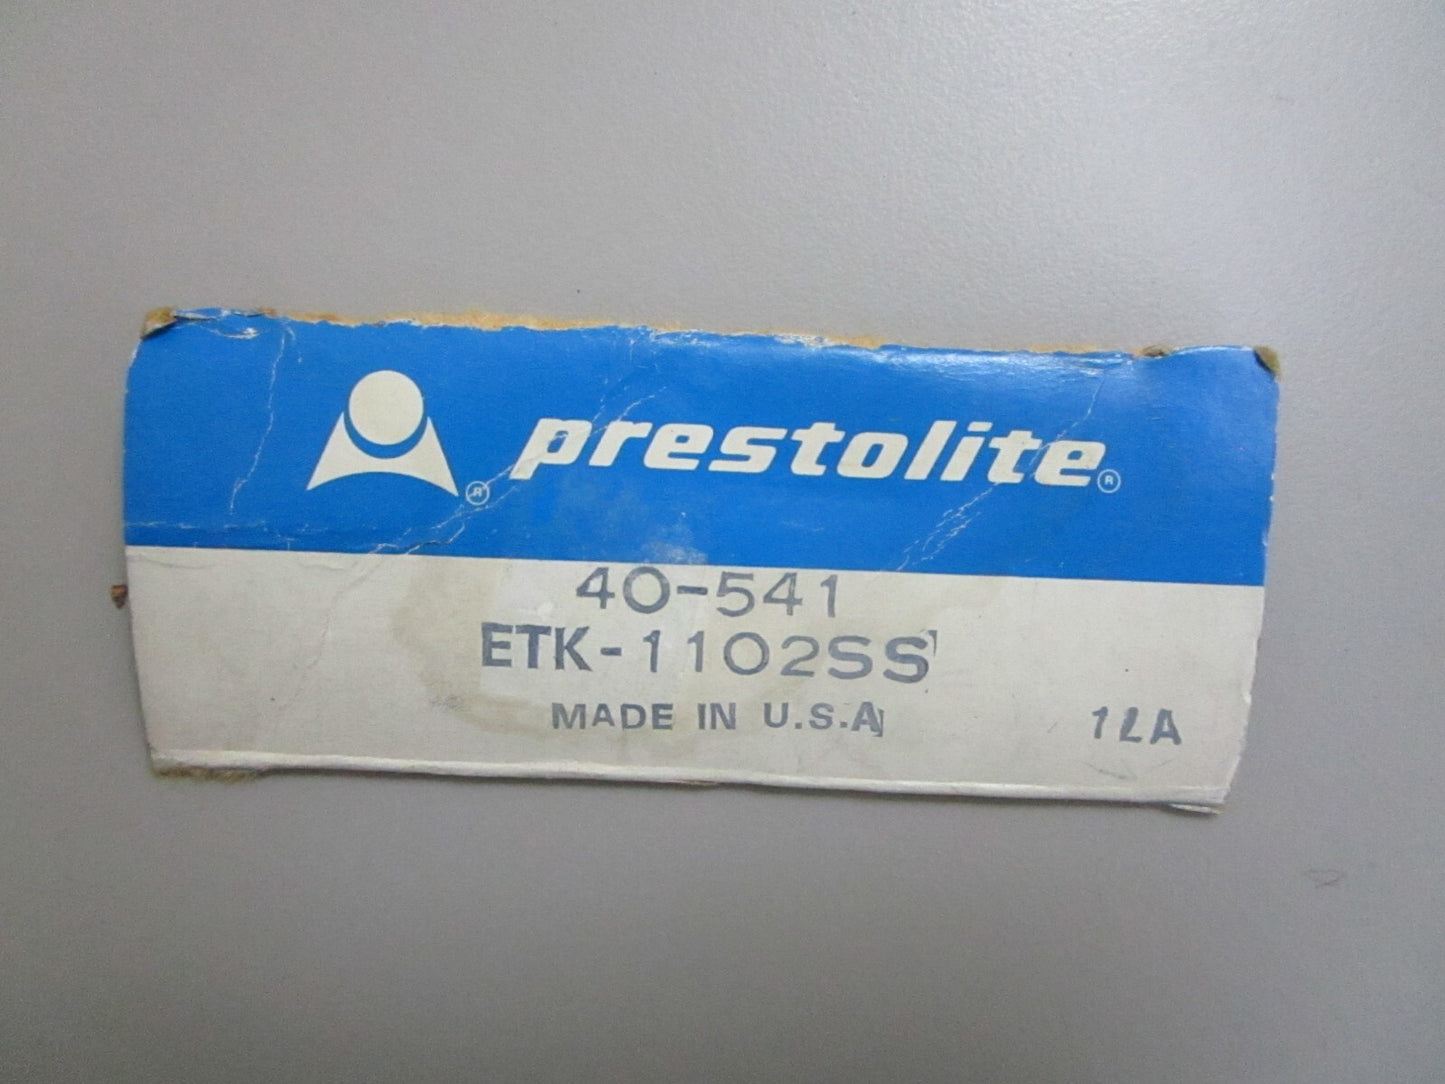 ® prestolite®
40-541
ETK-1102SS
MADE IN U.S.A
1LA